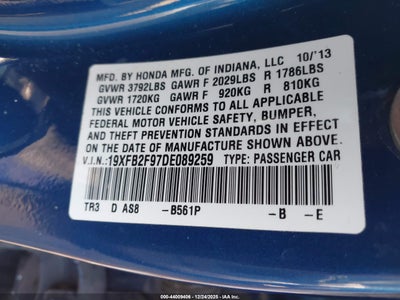 MFD. BY HONDA MFG. OF INDIANA, LLC 10/'13
GVWR 3792LBS GAWR F 2029LBS R 1786LBS
GVWR 1720KG GAWR F 920KG R 810KG
THIS VEHICLE CONFORMS TO ALL APPLICABLE
FEDERAL MOTOR VEHICLE SAFETY, BUMPER,
AND THEFT PREVENTION STANDARDS IN EFFECT
ON THE DATE OF MANUFACTURE SHOWN ABOVE.
V.I.N.:19XFB2F97DE089259 TYPE: PASSENGER CAR
TR3 D AS8 -B561P -B -E
000-44009406 - 12/24/2025 - IAA Inc.